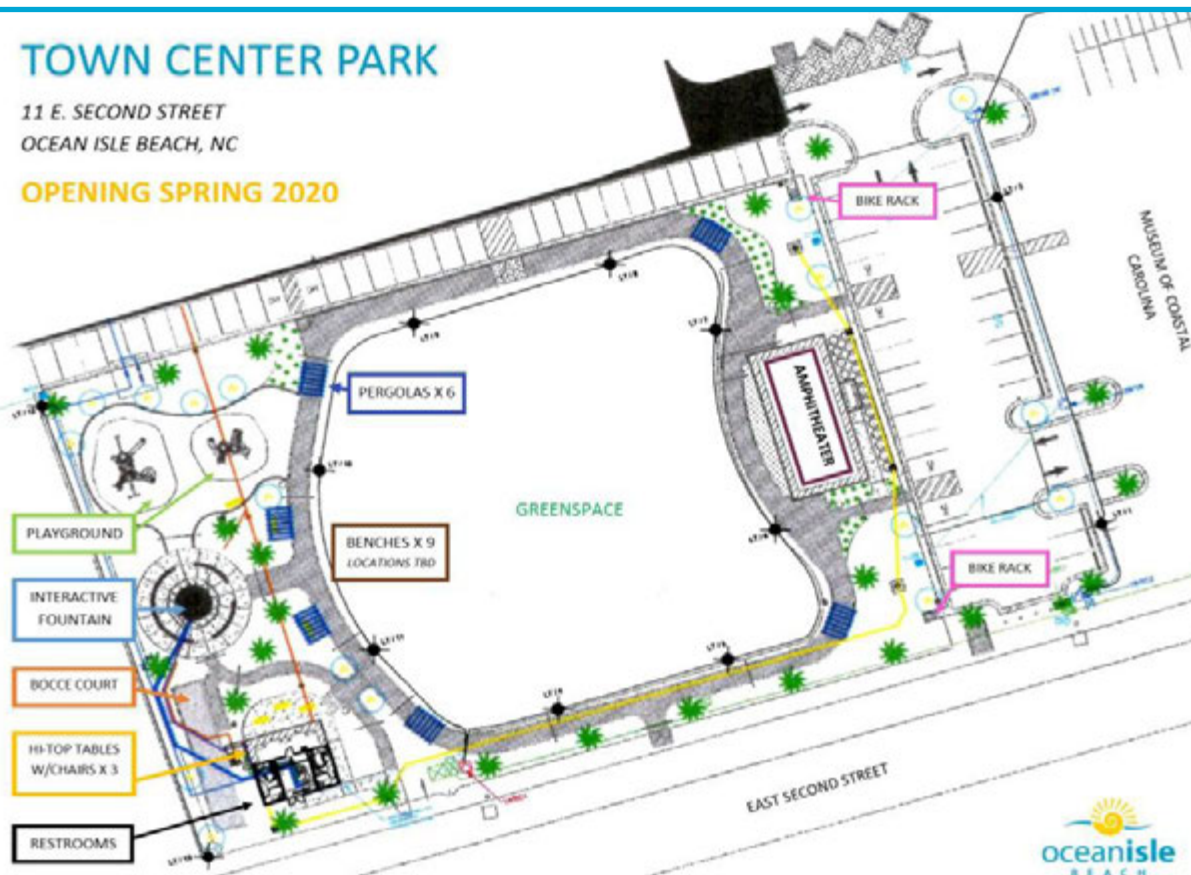 TOWN CENTER PARK
11 E. SECOND STREET
OCEAN ISLE BEACH, NC
OPENING SPRING 2020
BIKE RACK
MUSEUM OF COASTAL
CAROLINA
PERGOLAS X 6
AMPHITHEATER
GREENSPACE
PLAYGROUND
BENCHES X 9
LOCATIONS TBD
INTERACTIVE
FOUNTAIN
BIKE RACK
BOCCE COURT
HI-TOP TABLES
W/CHAIRS X 3
RESTROOMS
EAST SECOND STREET
oceanisle
BEACH